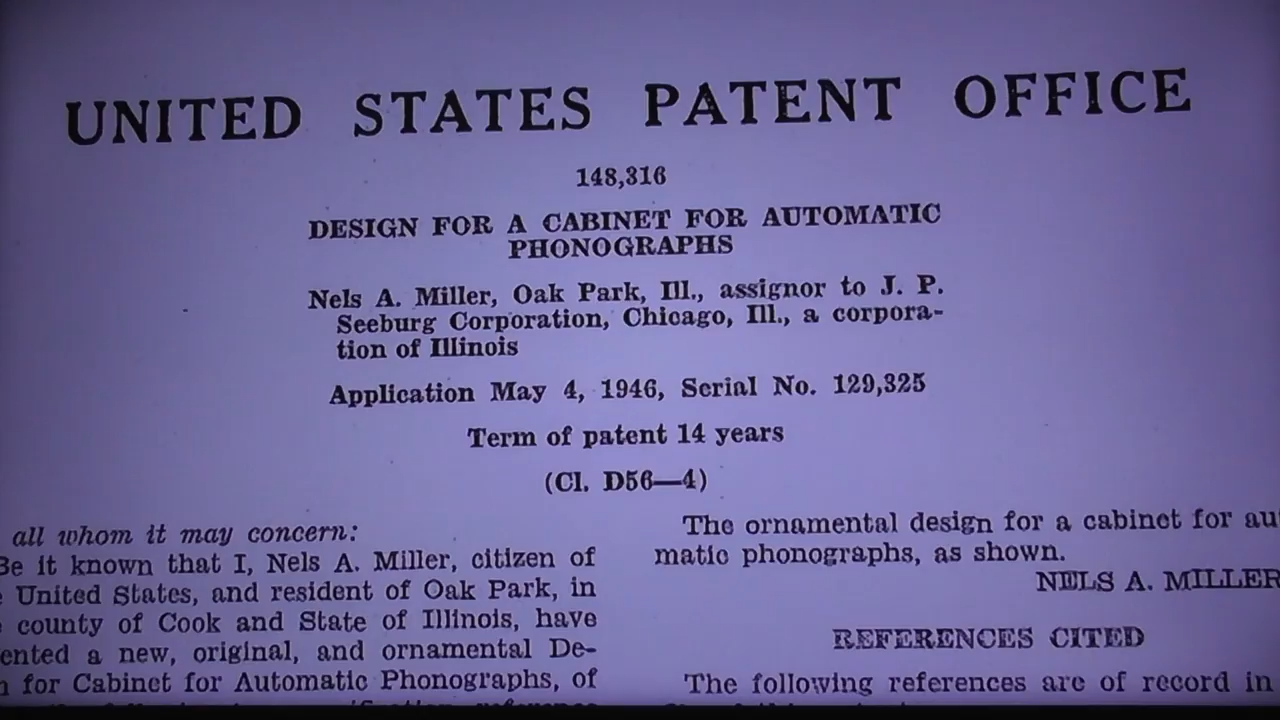 UNITED STATES PATENT OFFICE
148,316
DESIGN FOR A CABINET FOR AUTOMATIC
PHONOGRAPHS
Nels A. Miller, Oak Park, Ill., assignor to J. P.
Seeburg Corporation, Chicago, Ill., a corpora-
tion of Illinois
Application May 4, 1946, Serial No. 129,325
Term of patent 14 years
(Cl. D56—4)
all whom it may concern:
Be it known that I, Nels A. Miller, citizen of
United States, and resident of Oak Park, in
county of Cook and State of Illinois, have
ented a new, original, and ornamental De-
n for Cabinet for Automatic Phonographs, of
The ornamental design for a cabinet for au
matic phonographs, as shown.
NELS A. MILLER
REFERENCES CITED
The following references are of record in